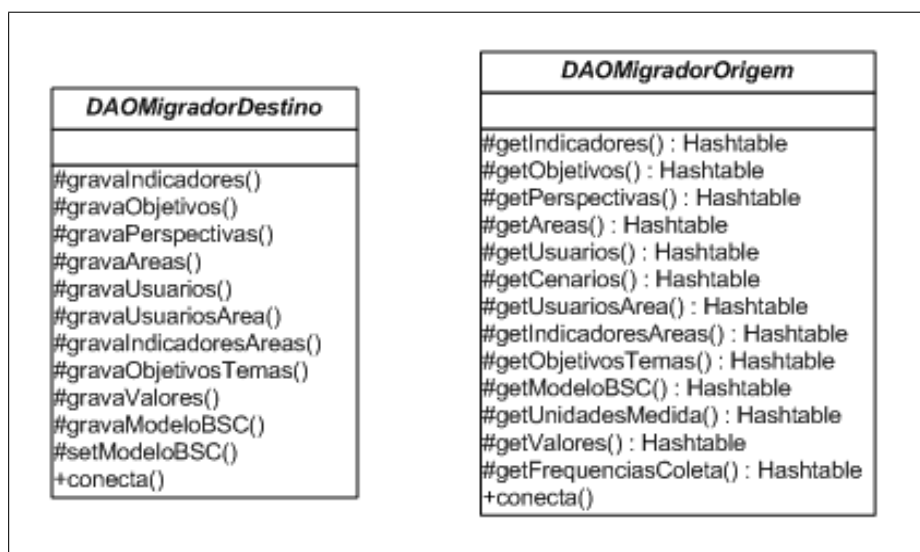 DAOMigradorDestino
#gravaIndicadores()
#gravaObjetivos()
#gravaPerspectivas()
#gravaAreas()
#gravaUsuarios()
#gravaUsuariosArea()
#gravaIndicadoresAreas()
#gravaObjetivosTemas()
#gravaValores()
#gravaModeloBSC()
#setModeloBSC()
+conecta()
DAOMigradorOrigem
#getIndicadores() : Hashtable
#getObjetivos() : Hashtable
#getPerspectivas() : Hashtable
#getAreas() : Hashtable
#getUsuarios() : Hashtable
#getCenarios() : Hashtable
#getUsuariosArea() : Hashtable
#getIndicadoresAreas() : Hashtable
#getObjetivosTemas() : Hashtable
#getModeloBSC() : Hashtable
#getUnidadesMedida() : Hashtable
#getValores() : Hashtable
#getFrequenciasColeta() : Hashtable
+conecta()